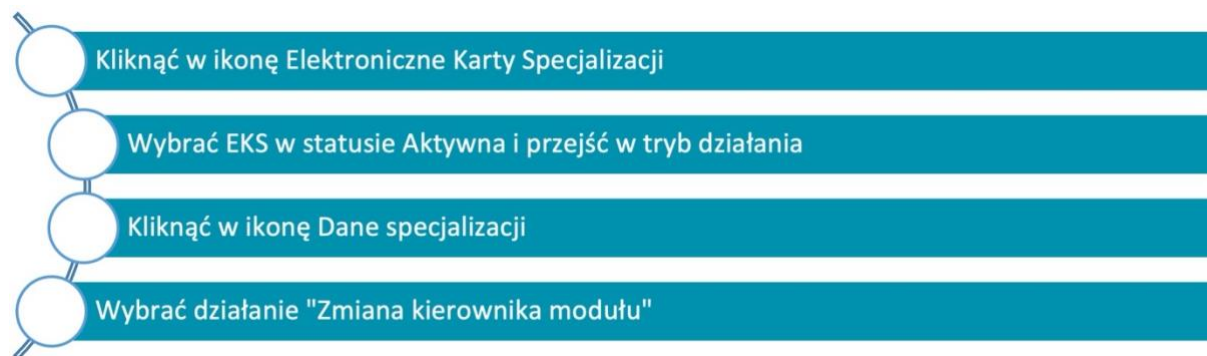 Kliknąć w ikonę Elektroniczne Karty Specjalizacji
Wybrać EKS w statusie Aktywna i przejść w tryb działania
Kliknąć w ikonę Dane specjalizacji
Wybrać działanie "Zmiana kierownika modułu"